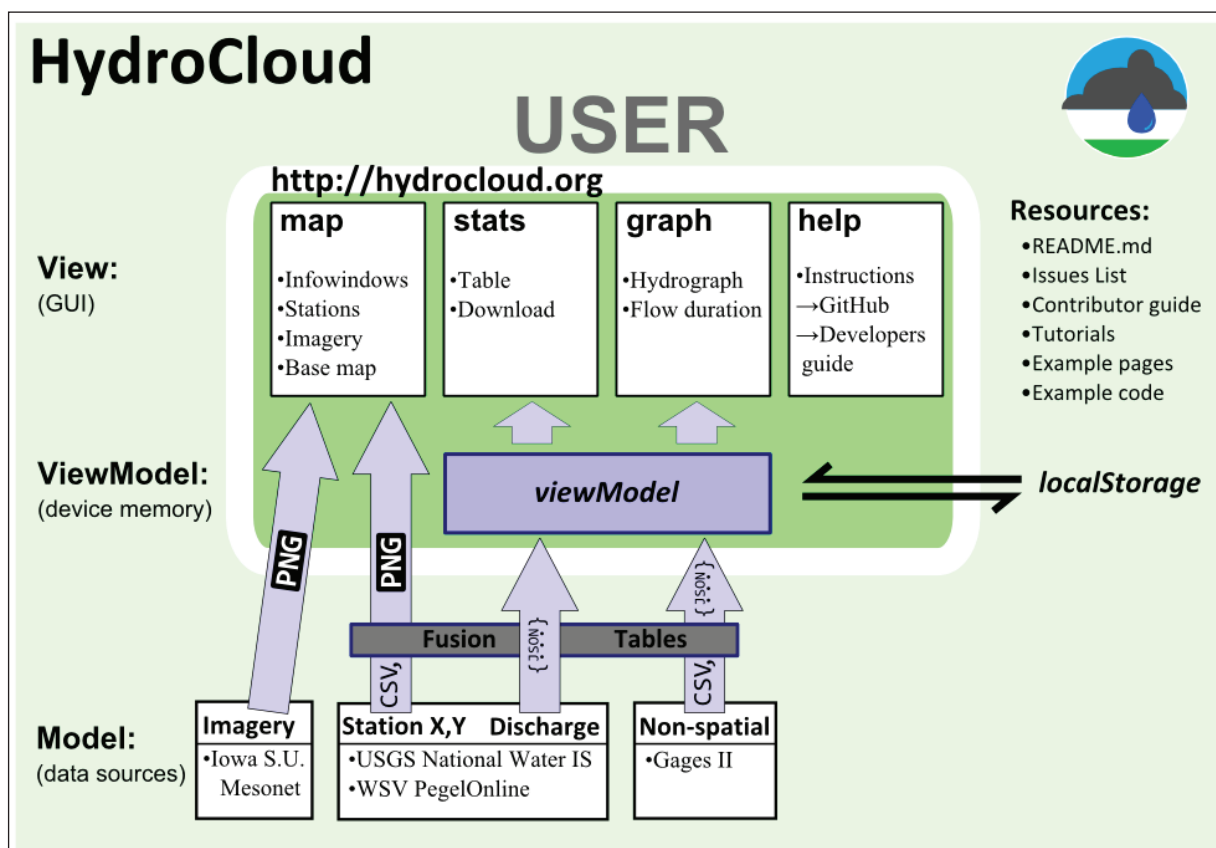 HydroCloud
USER
http://hydrocloud.org
map
•Infowindows
•Stations
•Imagery
•Base map
stats
•Table
•Download
graph
•Hydrograph
•Flow duration
help
•Instructions
→GitHub
→Developers
guide
Resources:
•README.md
•Issues List
•Contributor guide
•Tutorials
•Example pages
•Example code
View:
(GUI)
ViewModel:
(device memory)
viewModel
localStorage
PNG
PNG
{.:.:}
JSON
{.:.:}
JSON
Fusion Tables
CSV,
CSV,
Model:
(data sources)
Imagery
•Iowa S.U.
Mesonet
Station X,Y Discharge
•USGS National Water IS
•WSV PegelOnline
Non-spatial
•Gages II